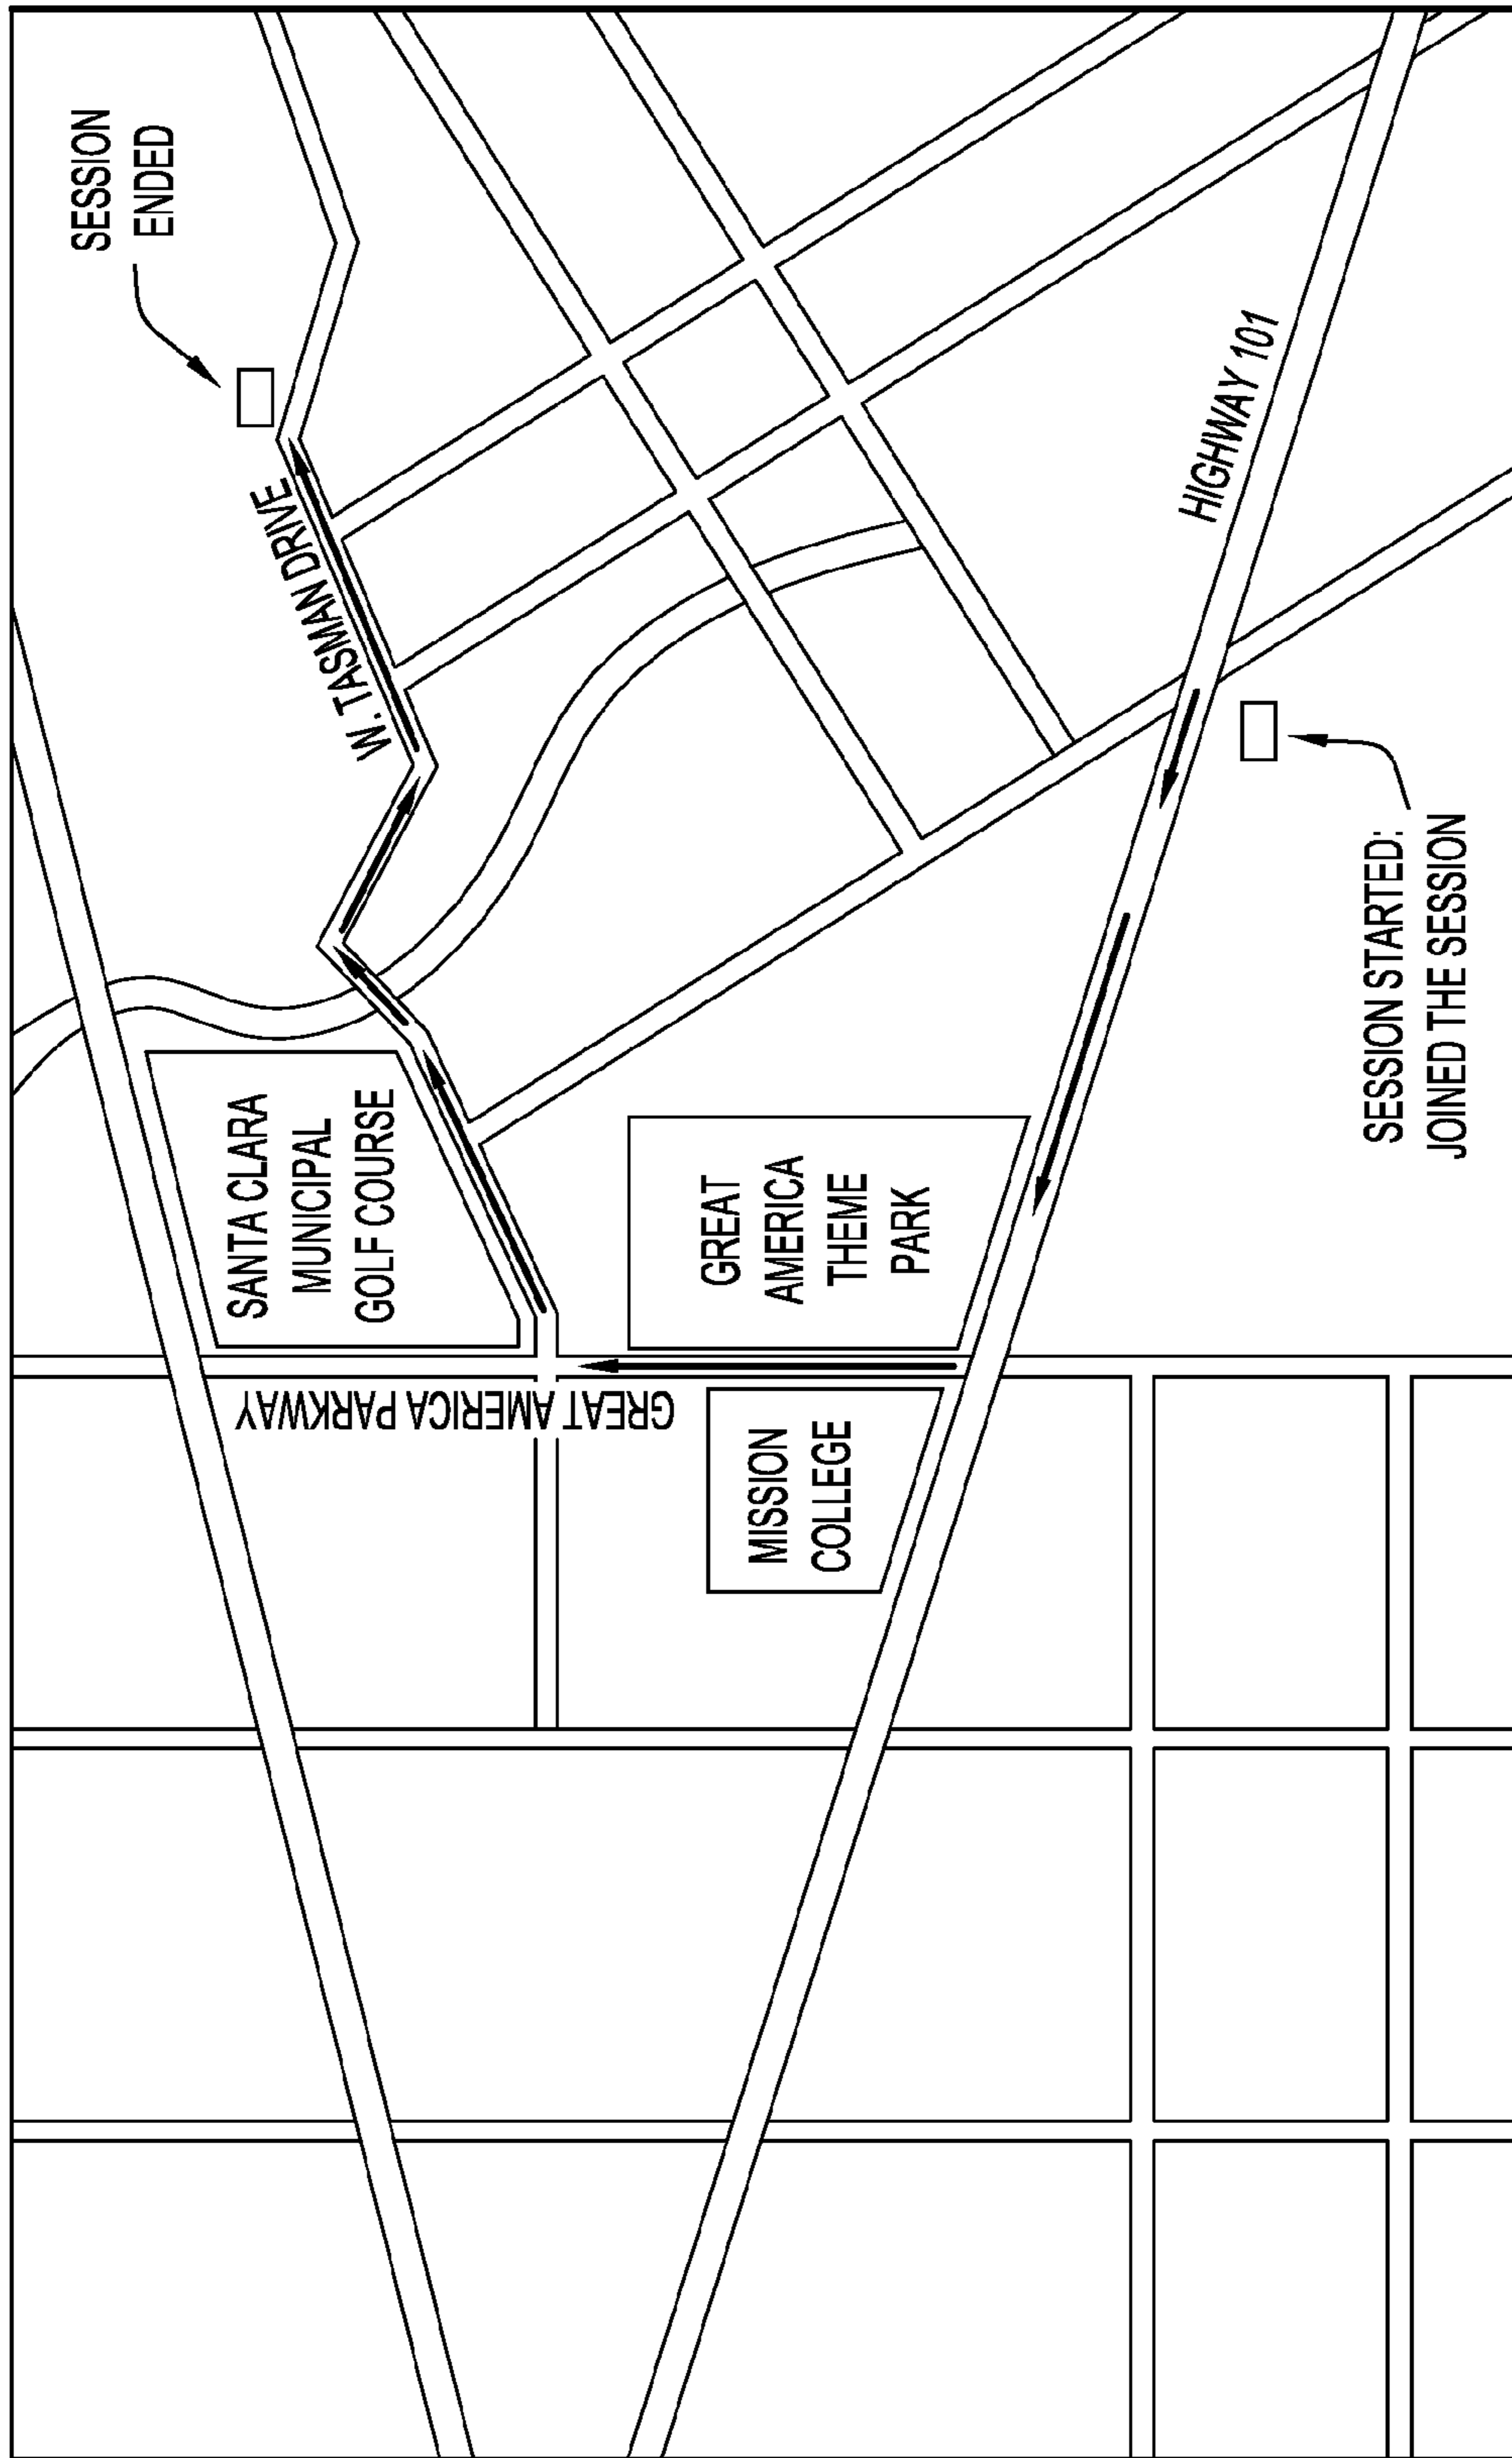 SESSION
ENDED
W. TASMAN DRIVE
SANTA CLARA
MUNICIPAL
GOLF COURSE
GREAT AMERICA PARKWAY
GREAT
AMERICA
THEME
PARK
MISSION
COLLEGE
HIGHWAY 101
SESSION STARTED:
JOINED THE SESSION